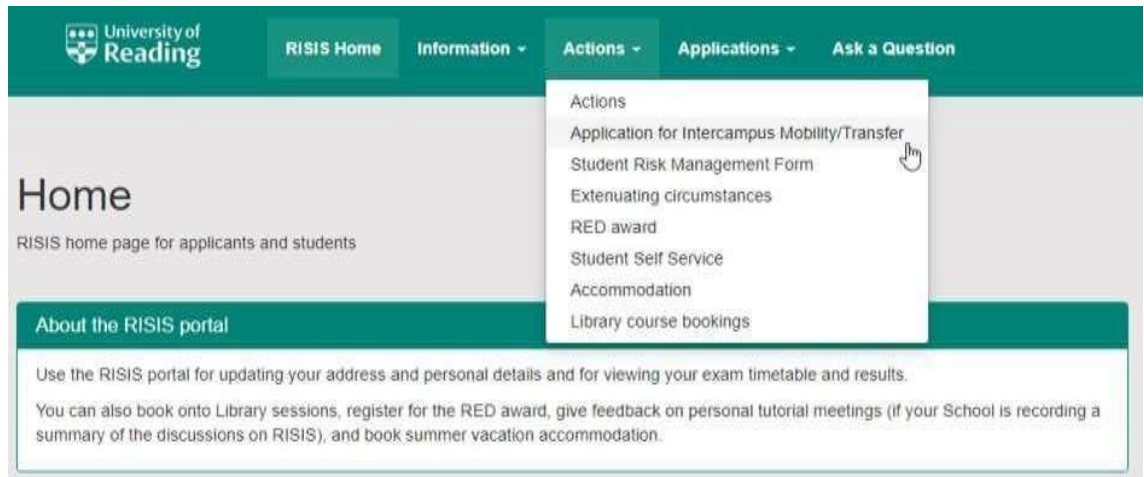 University of
Reading
RISIS Home
Information
Actions
Applications
Ask a Question
Actions
Application for Intercampus Mobility/Transfer
Student Risk Management Form
Extenuating circumstances
RED award
Student Self Service
Accommodation
Library course bookings
Home
RISIS home page for applicants and students
About the RISIS portal
Use the RISIS portal for updating your address and personal details and for viewing your exam timetable and results.
You can also book onto Library sessions, register for the RED award, give feedback on personal tutorial meetings (if your School is recording a
summary of the discussions on RISIS), and book summer vacation accommodation.